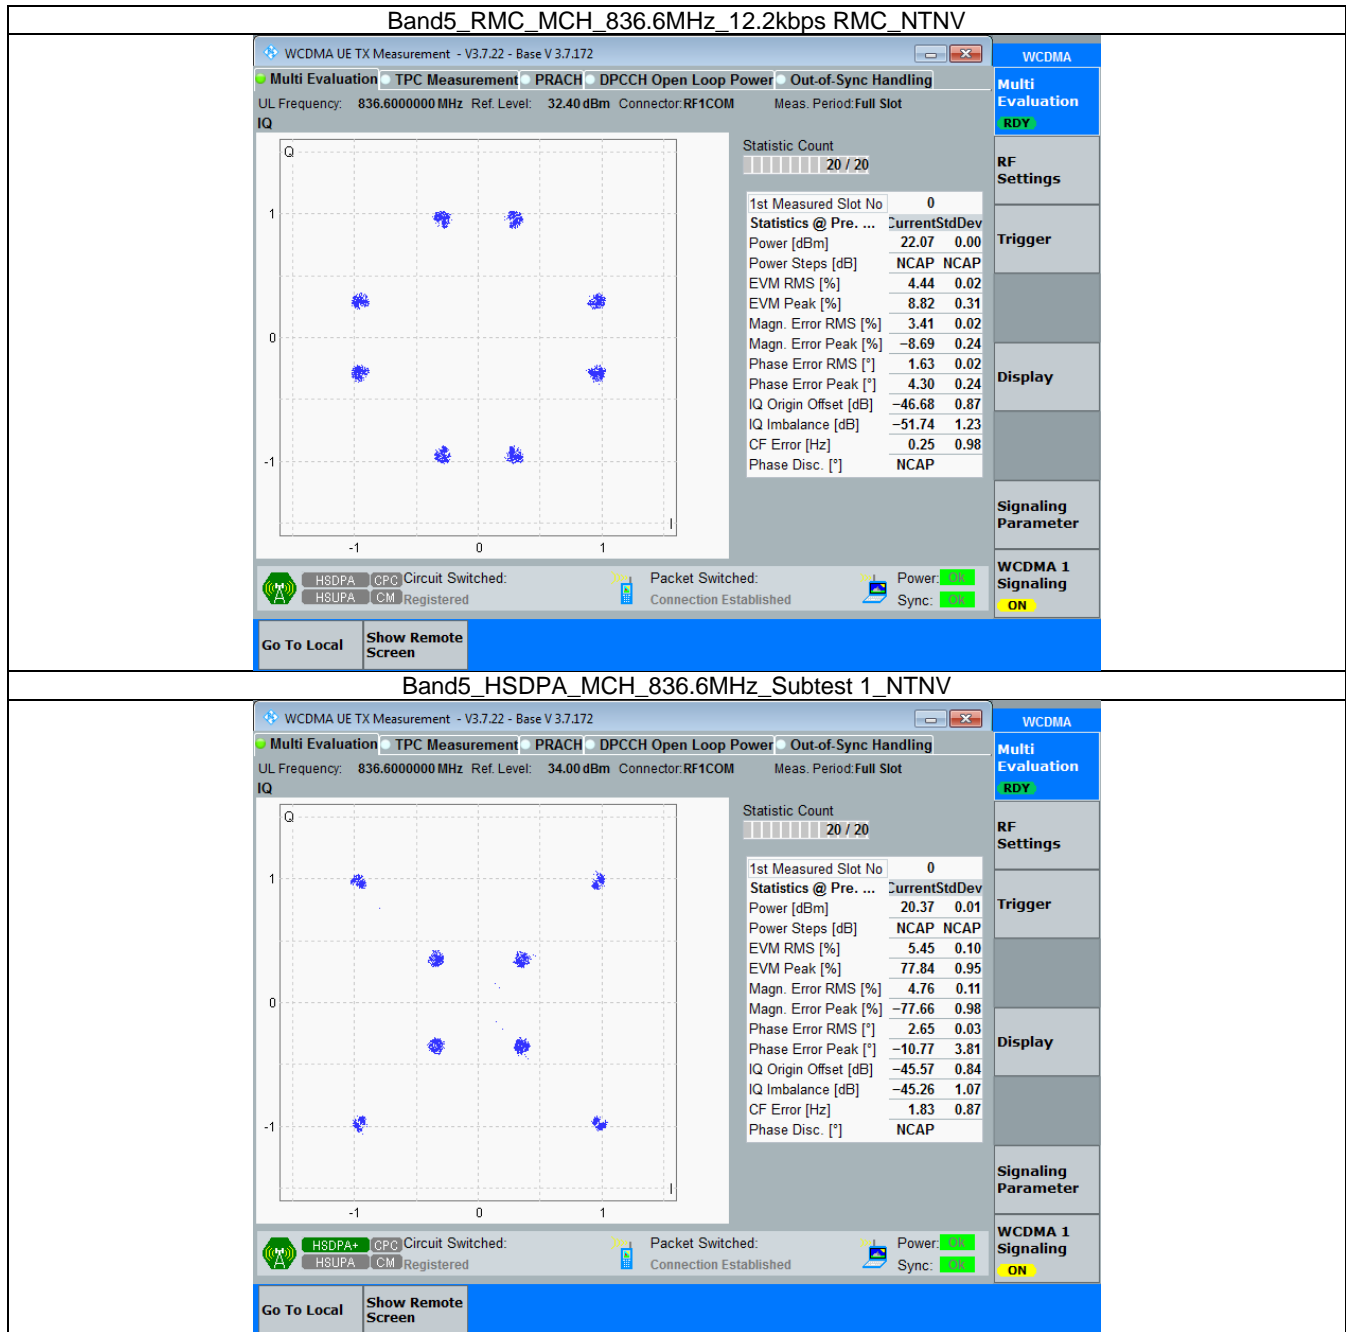 Band5_RMC_MCH_836.6MHz_12.2kbps RMC_NTNV
WCDMA UE TX Measurement - V3.7.22 - Base V 3.7.172
WCDMA
Multi Evaluation TPC Measurement PRACH DPCCH Open Loop Power Out-of-Sync Handling
Multi
Evaluation
RDY
UL Frequency: 836.6000000 MHz Ref. Level: 32.40 dBm Connector: RF1COM Meas. Period: Full Slot
IQ
Q
1
0
-1
I
-1 0 1
Statistic Count
20 / 20
1st Measured Slot No 0
Statistics @ Pre. ... Current StdDev
Power [dBm] 22.07 0.00
Power Steps [dB] NCAP NCAP
EVM RMS [%] 4.44 0.02
EVM Peak [%] 8.82 0.31
Magn. Error RMS [%] 3.41 0.02
Magn. Error Peak [%] −8.69 0.24
Phase Error RMS [°] 1.63 0.02
Phase Error Peak [°] 4.30 0.24
IQ Origin Offset [dB] −46.68 0.87
IQ Imbalance [dB] −51.74 1.23
CF Error [Hz] 0.25 0.98
Phase Disc. [°] NCAP
RF
Settings
Trigger
Display
Signaling
Parameter
WCDMA 1
Signaling
ON
HSDPA CPC Circuit Switched: Packet Switched: Power: Ok
HSUPA CM Registered Connection Established Sync: Ok
Go To Local
Show Remote
Screen
Band5_HSDPA_MCH_836.6MHz_Subtest 1_NTNV
WCDMA UE TX Measurement - V3.7.22 - Base V 3.7.172
WCDMA
Multi Evaluation TPC Measurement PRACH DPCCH Open Loop Power Out-of-Sync Handling
Multi
Evaluation
RDY
UL Frequency: 836.6000000 MHz Ref. Level: 34.00 dBm Connector: RF1COM Meas. Period: Full Slot
IQ
Q
1
0
-1
I
-1 0 1
Statistic Count
20 / 20
1st Measured Slot No 0
Statistics @ Pre. ... Current StdDev
Power [dBm] 20.37 0.01
Power Steps [dB] NCAP NCAP
EVM RMS [%] 5.45 0.10
EVM Peak [%] 77.84 0.95
Magn. Error RMS [%] 4.76 0.11
Magn. Error Peak [%] −77.66 0.98
Phase Error RMS [°] 2.65 0.03
Phase Error Peak [°] −10.77 3.81
IQ Origin Offset [dB] −45.57 0.84
IQ Imbalance [dB] −45.26 1.07
CF Error [Hz] 1.83 0.87
Phase Disc. [°] NCAP
RF
Settings
Trigger
Display
Signaling
Parameter
WCDMA 1
Signaling
ON
HSDPA+ CPC Circuit Switched: Packet Switched: Power: Ok
HSUPA CM Registered Connection Established Sync: Ok
Go To Local
Show Remote
Screen